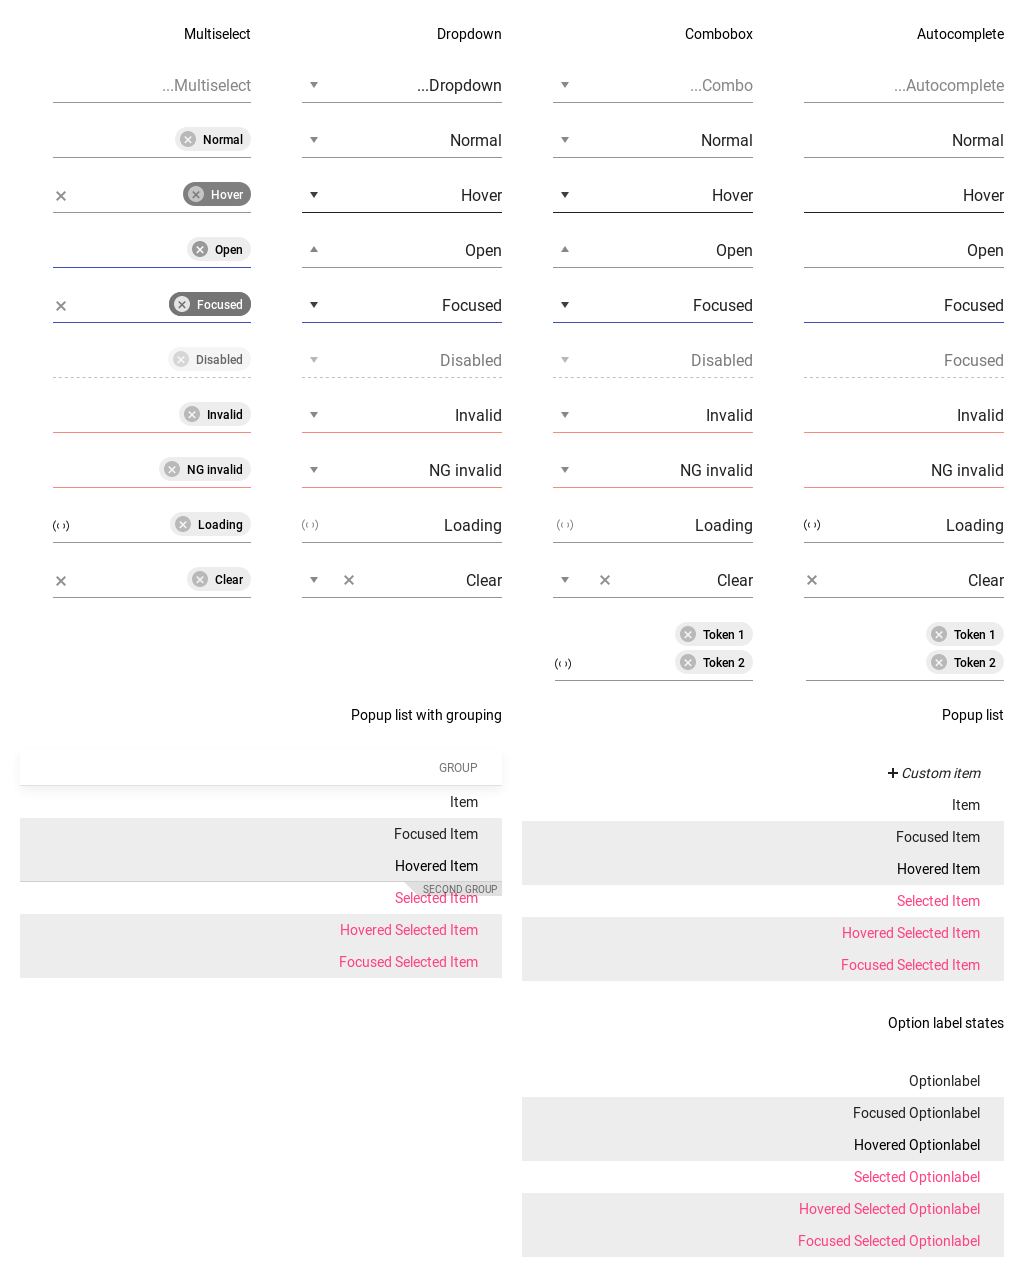 Multiselect Dropdown Combobox Autocomplete
...Multiselect ...Dropdown ...Combo ...Autocomplete
Normal Normal Normal Normal
Hover Hover Hover Hover
Open Open Open Open
Focused Focused Focused Focused
Disabled Disabled Disabled Focused
Invalid Invalid Invalid Invalid
NG invalid NG invalid NG invalid NG invalid
Loading Loading Loading Loading
Clear Clear Clear Clear
Token 1 Token 1
Token 2 Token 2
Popup list with grouping
GROUP
Item
Focused Item
Hovered Item
SECOND GROUP
Selected Item
Hovered Selected Item
Focused Selected Item
Popup list
Custom item
Item
Focused Item
Hovered Item
Selected Item
Hovered Selected Item
Focused Selected Item
Option label states
Optionlabel
Focused Optionlabel
Hovered Optionlabel
Selected Optionlabel
Hovered Selected Optionlabel
Focused Selected Optionlabel